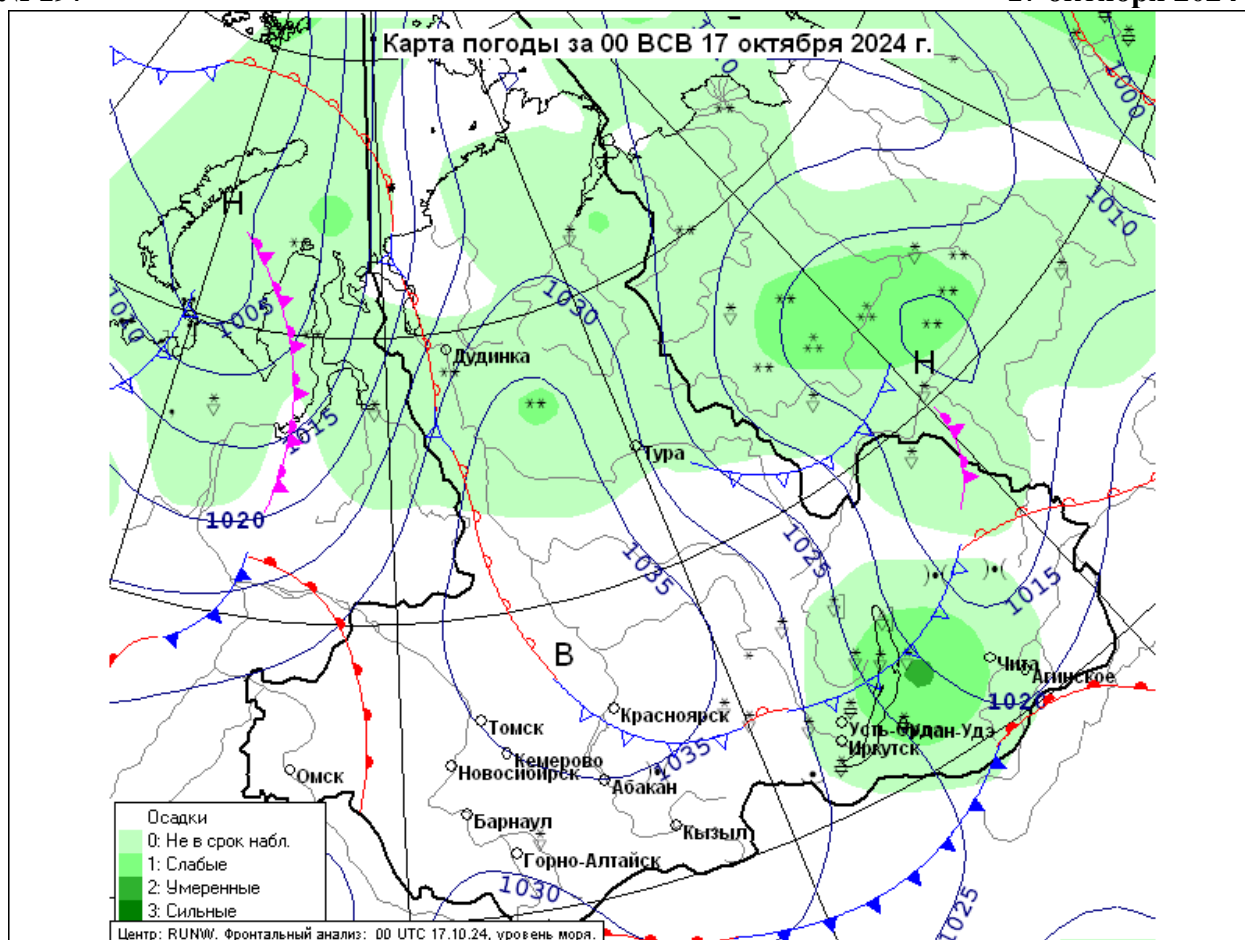 Карта погоды за 00 ВСВ 17 октября 2024 г.
1000
1010
Н
1010
1005
1030
Дудинка
Н
1015
Тура
1020
1035
1025
1015
В
Чита
Агинское
1020
Красноярск
Томск
Усть-
Улан-Удэ
Иркутск
1035
Кемерово
Новосибирск
Омск
Абакан
Барнаул
Кызыл
Горно-Алтайск
1030
1025
Осадки
0: Не в срок набл.
1: Слабые
2: Умеренные
3: Сильные
Центр: RUNW. Фронтальный анализ: 00 UTC 17.10.24, уровень моря.